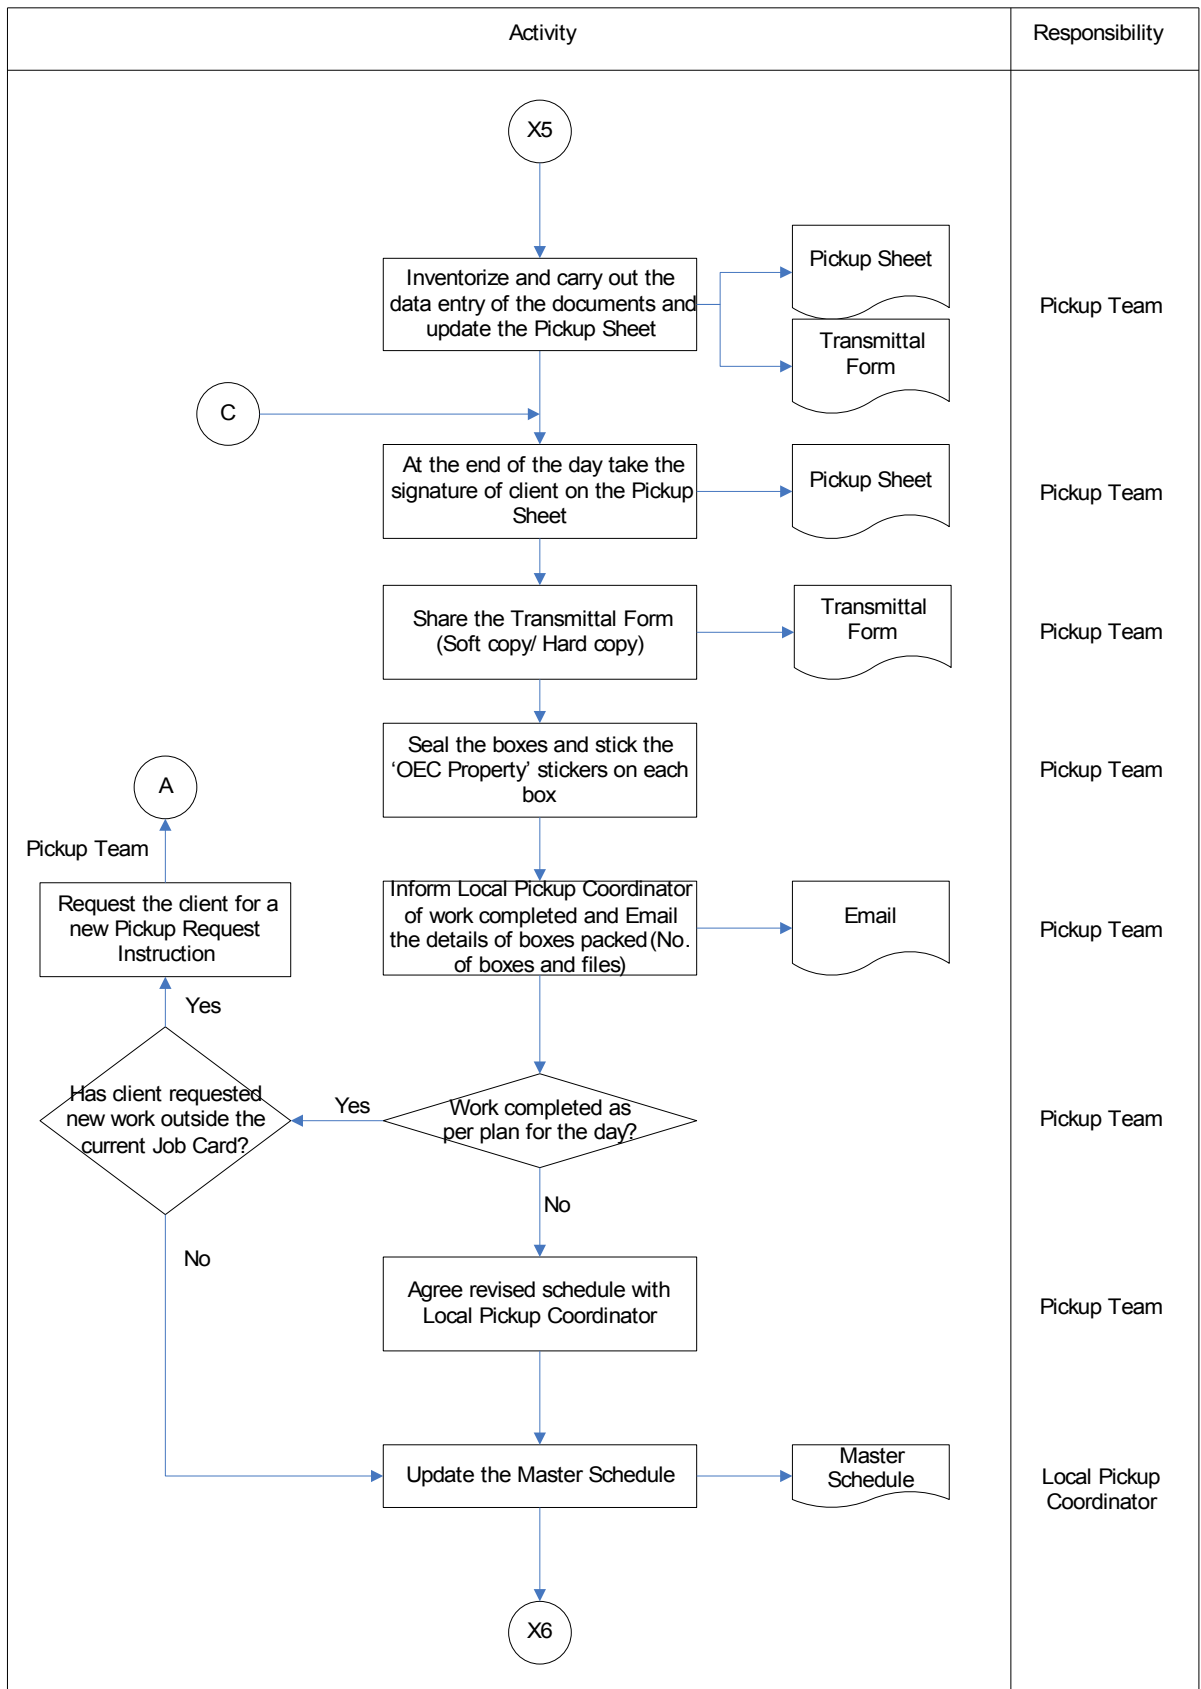 Activity
Responsibility
X5
Inventorize and carry out the
data entry of the documents and
update the Pickup Sheet
Pickup Sheet
Transmittal
Form
Pickup Team
C
At the end of the day take the
signature of client on the Pickup
Sheet
Pickup Sheet
Pickup Team
Share the Transmittal Form
(Soft copy/ Hard copy)
Transmittal
Form
Pickup Team
Seal the boxes and stick the
‘OEC Property’ stickers on each
box
Pickup Team
A
Pickup Team
Request the client for a
new Pickup Request
Instruction
Inform Local Pickup Coordinator
of work completed and Email
the details of boxes packed (No.
of boxes and files)
Email
Pickup Team
Yes
Has client requested
new work outside the
current Job Card?
Yes
Work completed as
per plan for the day?
Pickup Team
No
No
Agree revised schedule with
Local Pickup Coordinator
Pickup Team
Update the Master Schedule
Master
Schedule
Local Pickup
Coordinator
X6